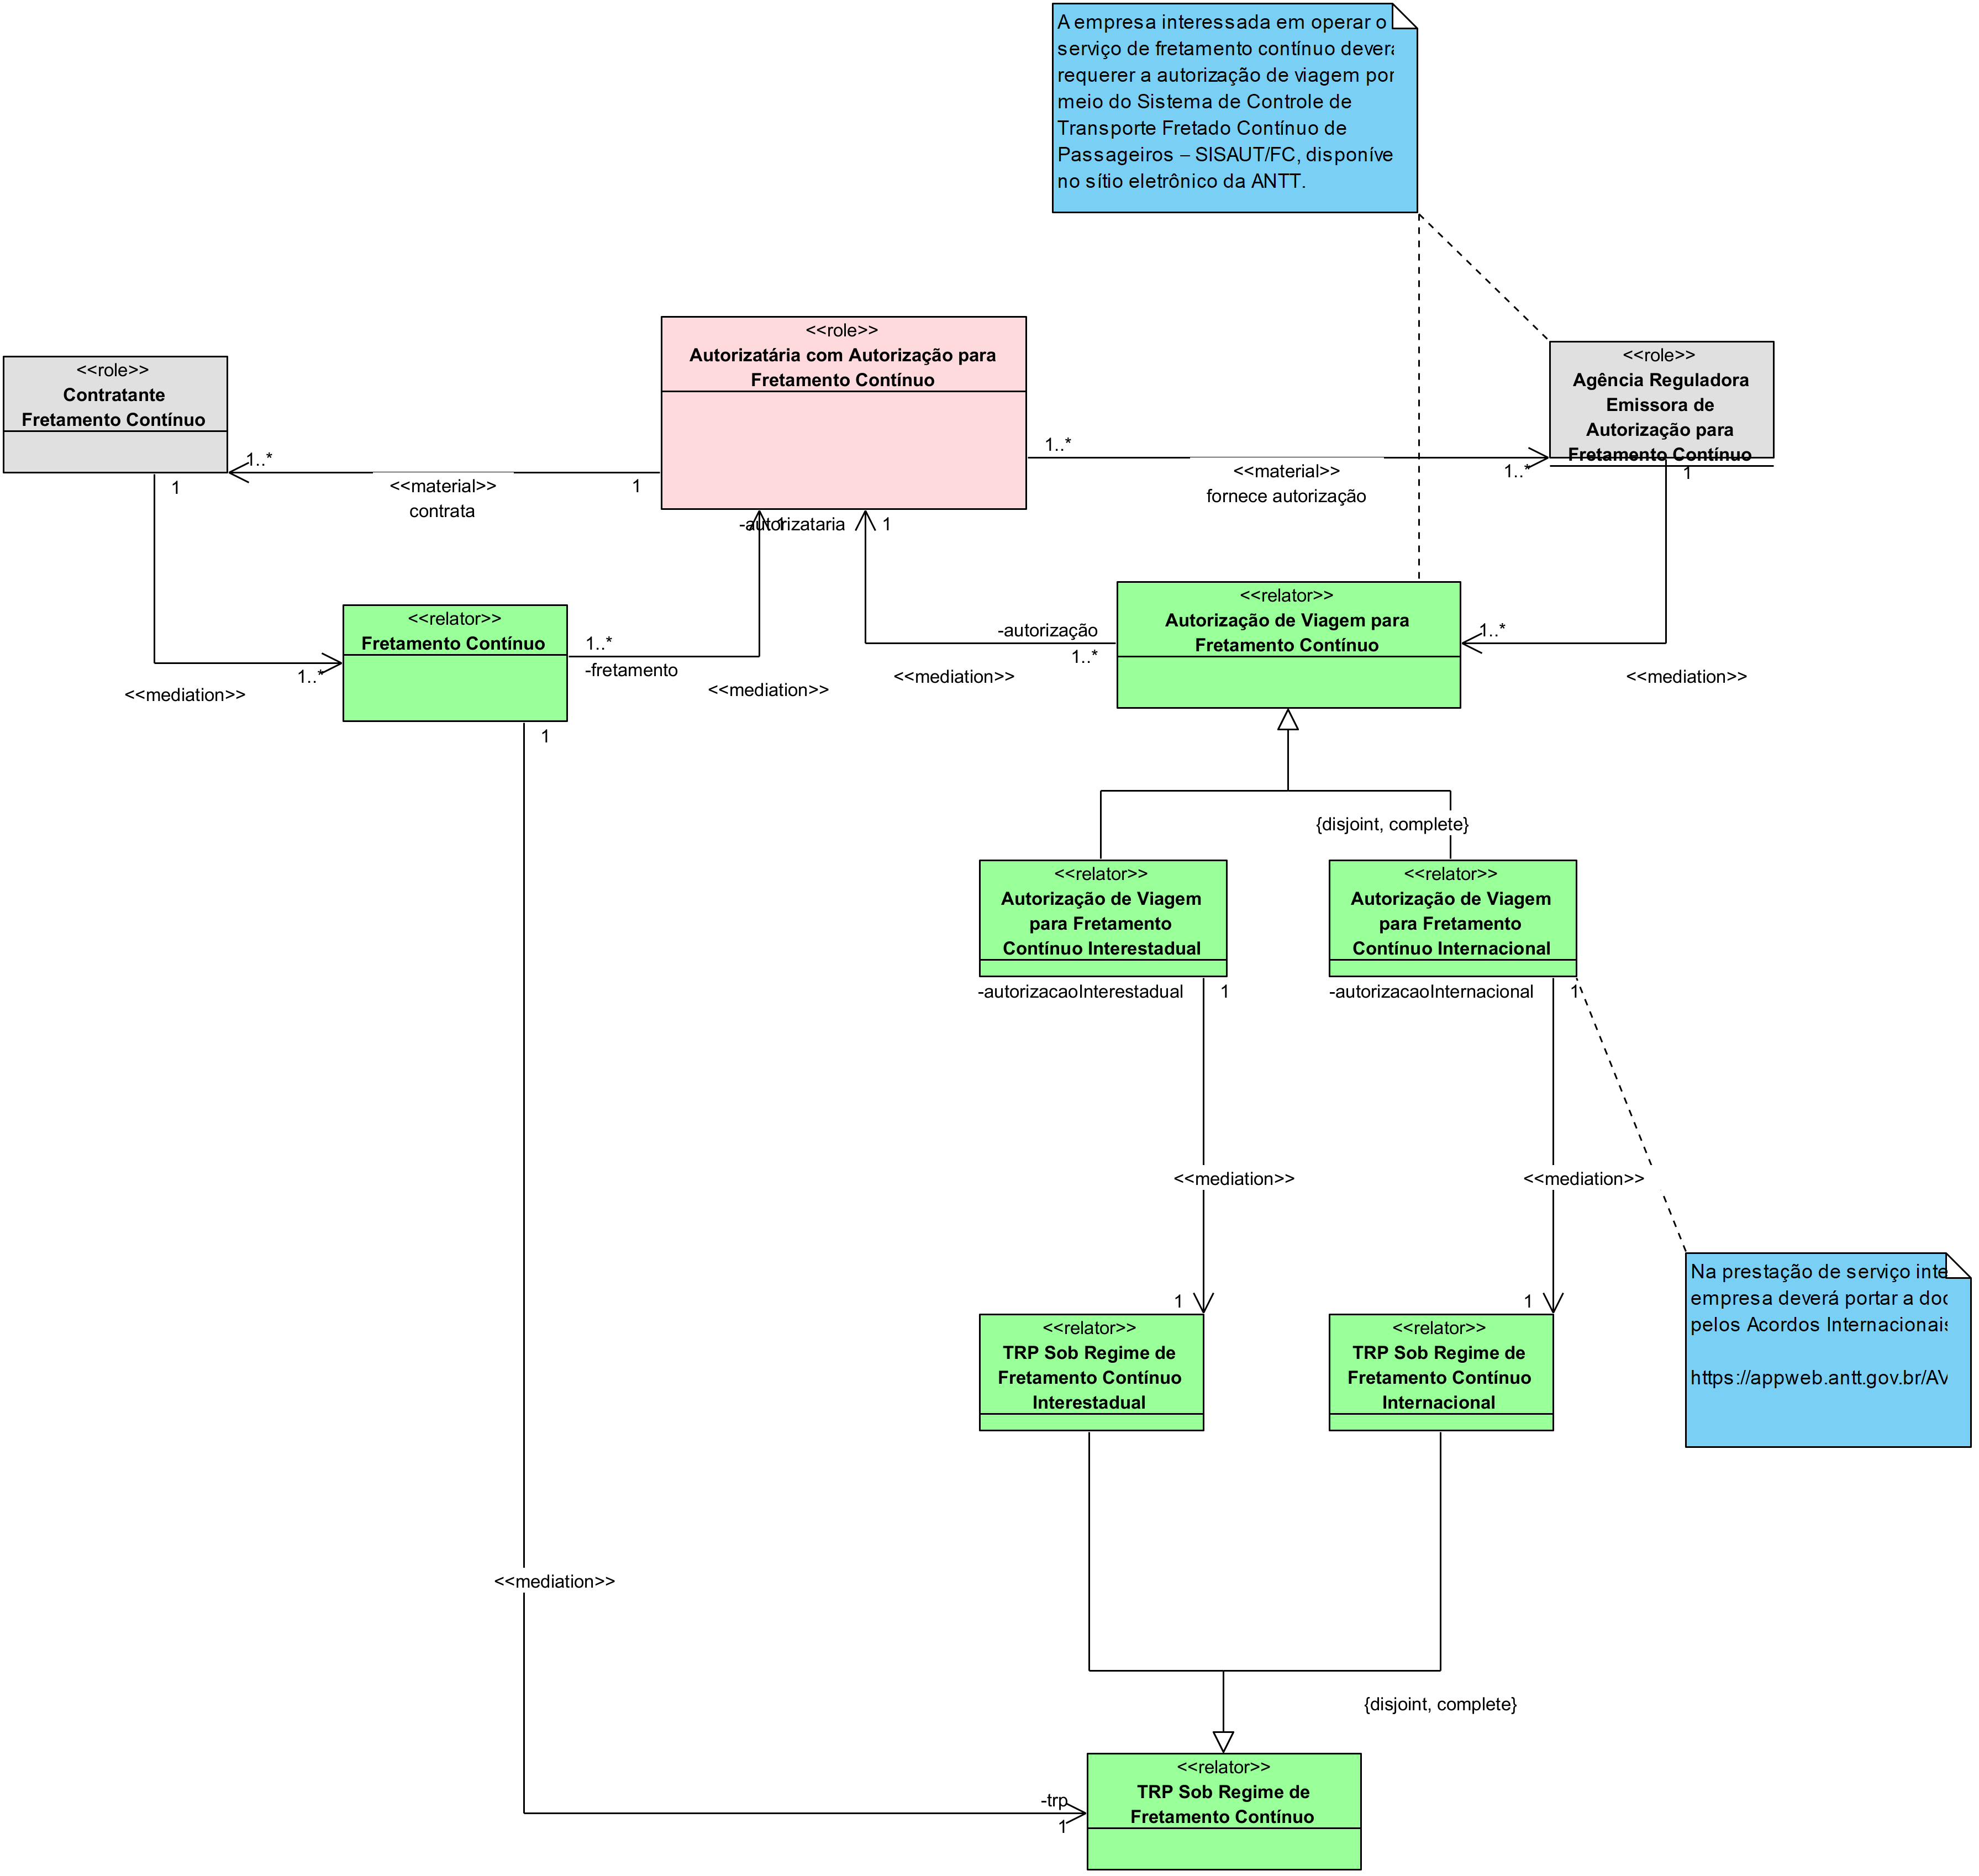 A empresa interessada em operar o
serviço de fretamento contínuo deverá
requerer a autorização de viagem por
meio do Sistema de Controle de
Transporte Fretado Contínuo de
Passageiros – SISAUT/FC, disponíve
no sítio eletrônico da ANTT.
<<role>>
Contratante
Fretamento Contínuo
<<role>>
Autorizatária com Autorização para
Fretamento Contínuo
<<role>>
Agência Reguladora
Emissora de
Autorização para
Fretamento Contínuo
1..*
<<material>>
contrata
1
1..*
<<material>>
fornece autorização
1..*
1
1
-autorizataria
1
1
<<relator>>
Fretamento Contínuo
1..*
<<mediation>>
1..*
-fretamento
<<mediation>>
-autorização
1..*
<<mediation>>
<<relator>>
Autorização de Viagem para
Fretamento Contínuo
1..*
<<mediation>>
1
{disjoint, complete}
<<relator>>
Autorização de Viagem
para Fretamento
Contínuo Interestadual
<<relator>>
Autorização de Viagem
para Fretamento
Contínuo Internacional
-autorizacaoInterestadual
1
-autorizacaoInternacional
1
<<mediation>>
<<mediation>>
1
1
<<relator>>
TRP Sob Regime de
Fretamento Contínuo
Interestadual
<<relator>>
TRP Sob Regime de
Fretamento Contínuo
Internacional
Na prestação de serviço inte
empresa deverá portar a doc
pelos Acordos Internacionais
https://appweb.antt.gov.br/AV
<<mediation>>
{disjoint, complete}
-trp
1
<<relator>>
TRP Sob Regime de
Fretamento Contínuo